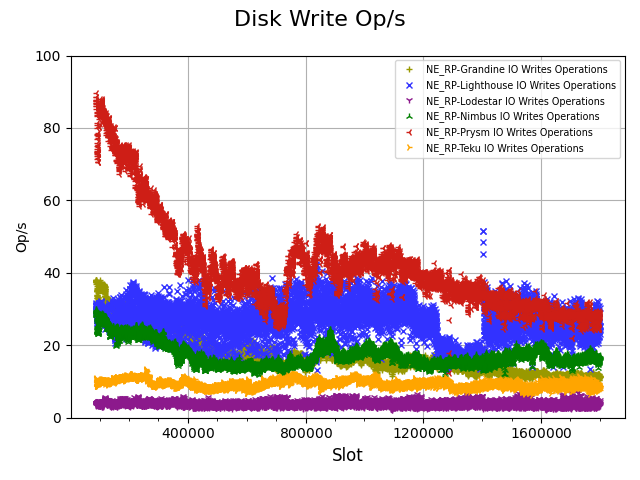 Disk Write Op/s
100
80
60
40
20
0
Op/s
400000
800000
1200000
1600000
Slot
NE_RP-Grandine IO Writes Operations
NE_RP-Lighthouse IO Writes Operations
NE_RP-Lodestar IO Writes Operations
NE_RP-Nimbus IO Writes Operations
NE_RP-Prysm IO Writes Operations
NE_RP-Teku IO Writes Operations